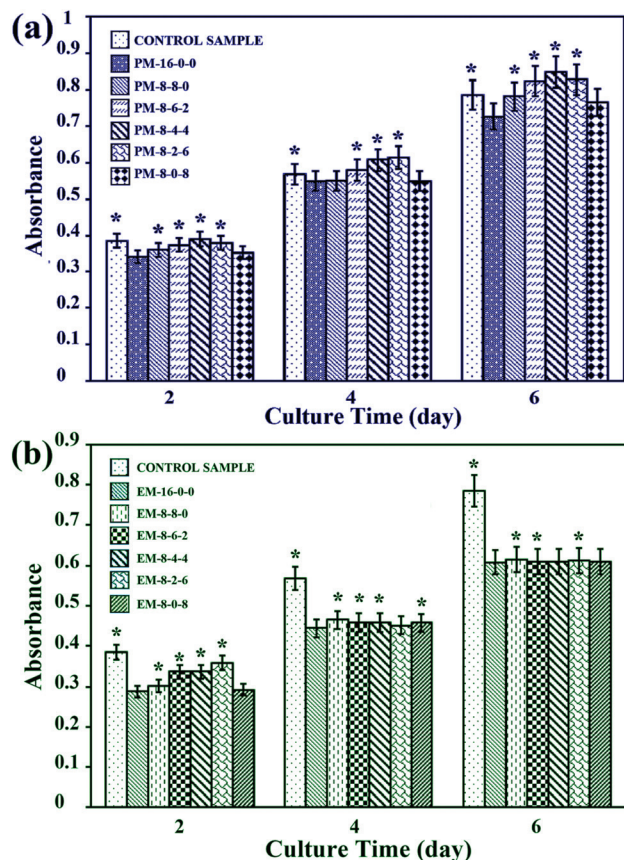 (a)
1
0.9
0.8
0.7
0.6
0.5
0.4
0.3
0.2
0.1
0
Absorbance
CONTROL SAMPLE
PM-16-0-0
PM-8-8-0
PM-8-6-2
PM-8-4-4
PM-8-2-6
PM-8-0-8
* * * * *
* * * *
* * * * *
2 4 6
Culture Time (day)
(b)
0.9
0.8
0.7
0.6
0.5
0.4
0.3
0.2
0.1
0
Absorbance
CONTROL SAMPLE
EM-16-0-0
EM-8-8-0
EM-8-6-2
EM-8-4-4
EM-8-2-6
EM-8-0-8
* * * * *
* * * * *
* * * *
2 4 6
Culture Time (day)